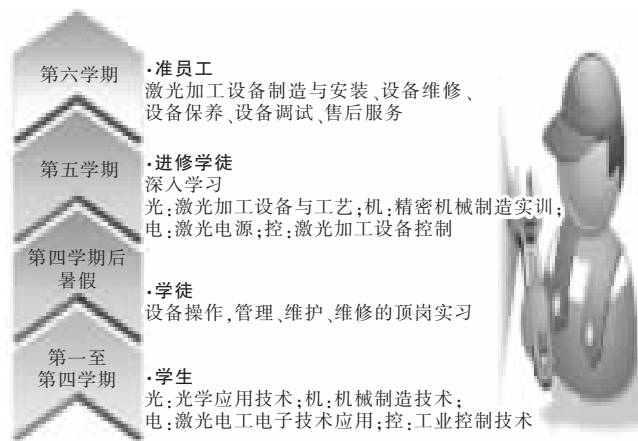 第六学期
·准员工
激光加工设备制造与安装、设备维修、
设备保养、设备调试、售后服务
第五学期
·进修学徒
深入学习
光:激光加工设备与工艺;机:精密机械制造实训;
电:激光电源;控:激光加工设备控制
第四学期后
暑假
·学徒
设备操作,管理、维护、维修的顶岗实习
第一至
第四学期
·学生
光:光学应用技术;机:机械制造技术;
电:激光电工电子技术应用;控:工业控制技术